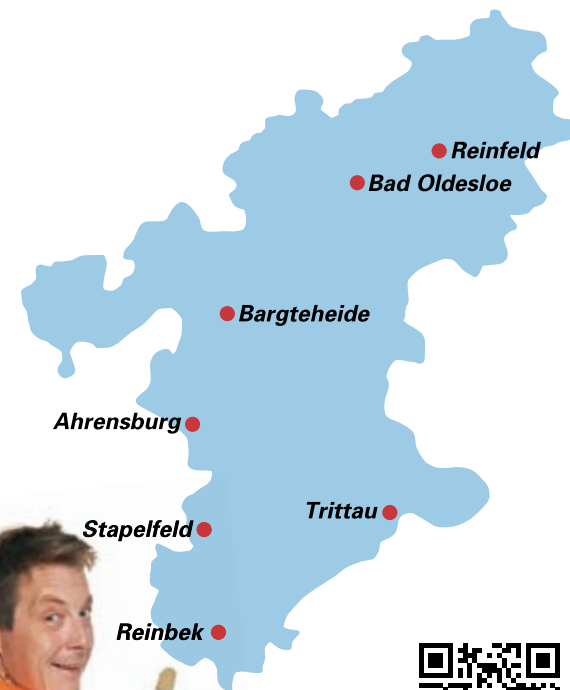 Reinfeld
Bad Oldesloe
Bargteheide
Ahrensburg
Trittau
Stapelfeld
Reinbek